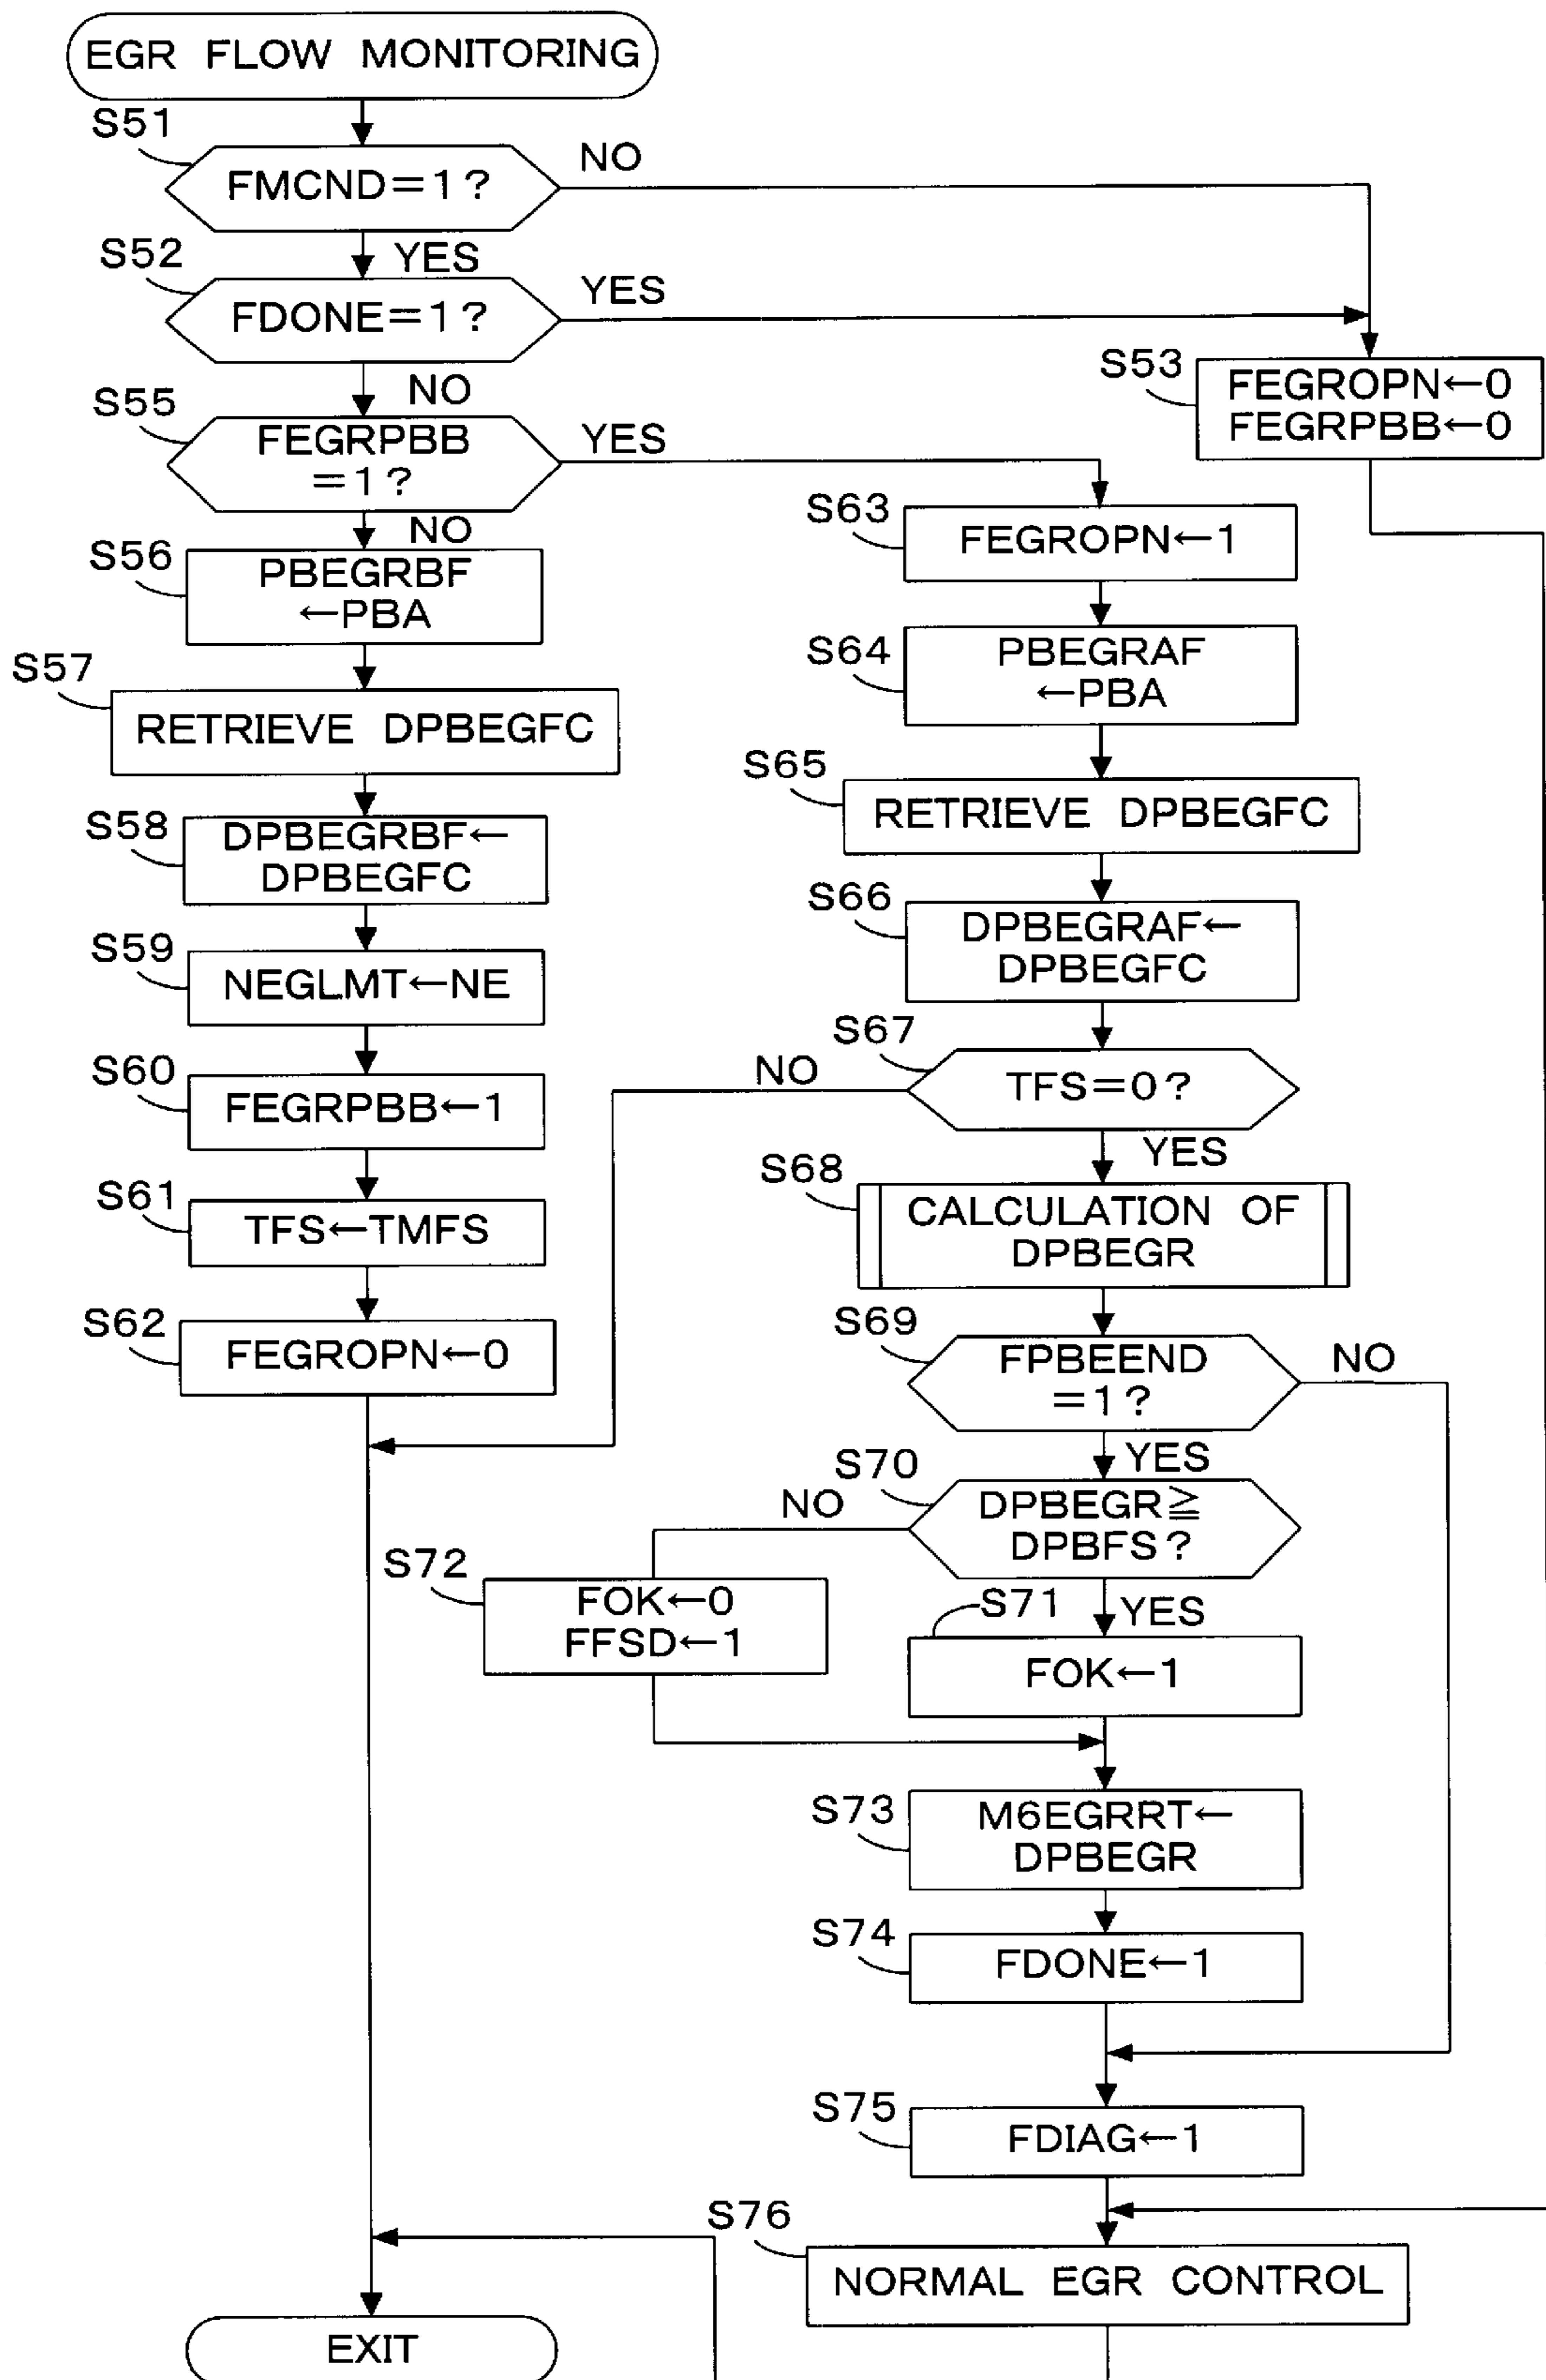 EGR FLOW MONITORING
S51
FMCND=1?
NO
YES
S52
FDONE=1?
YES
NO
S53
FEGROPN←0
FEGRPBB←0
S55
FEGRPBB
=1?
YES
NO
S56
PBEGRBF
←PBA
S57
RETRIEVE DPBEGFC
S58
DPBEGRBF←
DPBEGFC
S59
NEGLMT←NE
S60
FEGRPBB←1
S61
TFS←TMFS
S62
FEGROPN←0
S63
FEGROPN←1
S64
PBEGRAF
←PBA
S65
RETRIEVE DPBEGFC
S66
DPBEGRAF←
DPBEGFC
S67
TFS=0?
NO
YES
S68
CALCULATION OF
DPBEGR
S69
FPBEEND
=1?
NO
YES
S70
DPBEGR≧
DPBFS?
NO
YES
S72
FOK←0
FFSD←1
S71
FOK←1
S73
M6EGRRT←
DPBEGR
S74
FDONE←1
S75
FDIAG←1
S76
NORMAL EGR CONTROL
EXIT